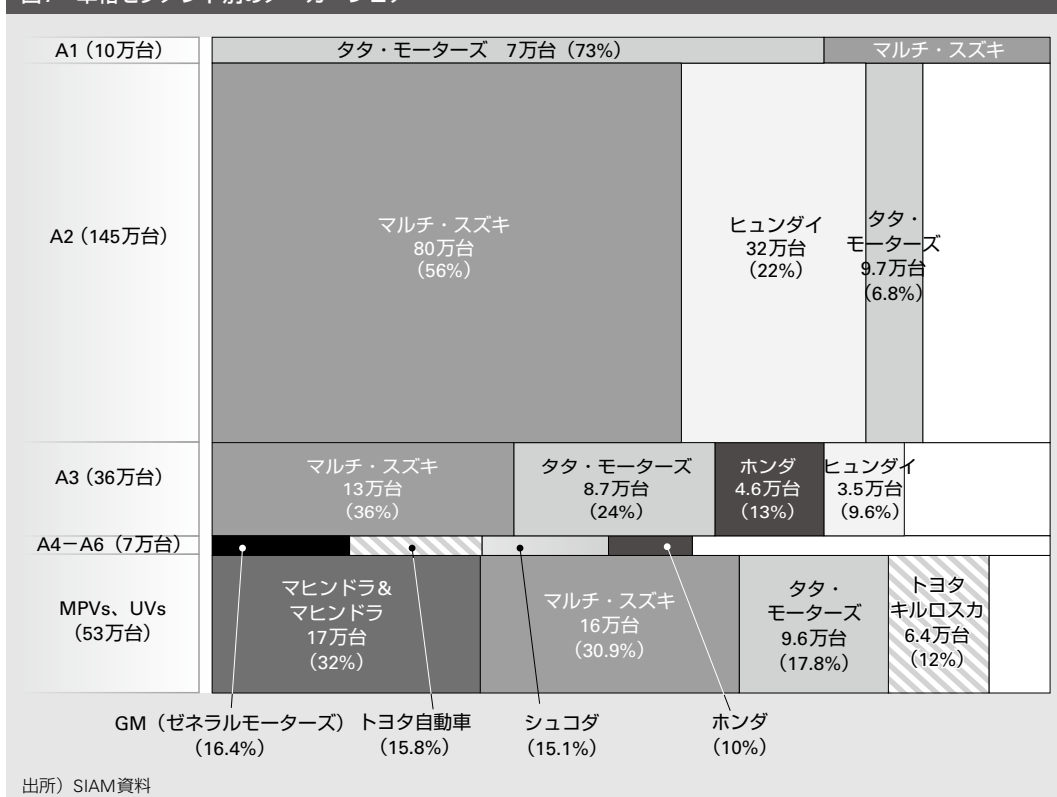 A1（10万台）
タタ・モーターズ　7万台（73%）
マルチ・スズキ
A2（145万台）
マルチ・スズキ
80万台
（56%）
ヒュンダイ
32万台
（22%）
タタ・
モーターズ
9.7万台
（6.8%）
A3（36万台）
マルチ・スズキ
13万台
（36%）
タタ・モーターズ
8.7万台
（24%）
ホンダ
4.6万台
（13%）
ヒュンダイ
3.5万台
（9.6%）
A4－A6（7万台）
MPVs、UVs
（53万台）
マヒンドラ&
マヒンドラ
17万台
（32%）
マルチ・スズキ
16万台
（30.9%）
タタ・
モーターズ
9.6万台
（17.8%）
トヨタ
キルロスカ
6.4万台
（12%）
GM（ゼネラルモーターズ）
（16.4%）
トヨタ自動車
（15.8%）
シュコダ
（15.1%）
ホンダ
（10%）
出所）SIAM資料